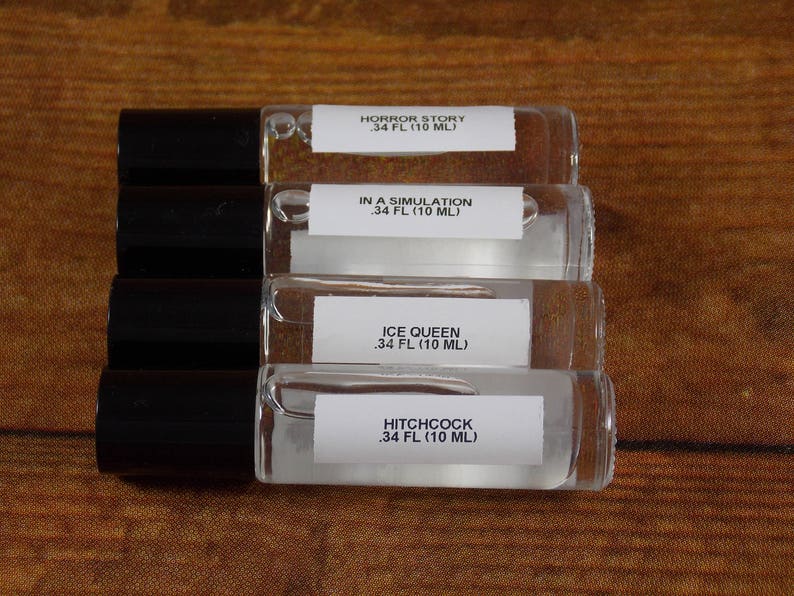 HORROR STORY
.34 FL (10 ML)
IN A SIMULATION
.34 FL (10 ML)
ICE QUEEN
.34 FL (10 ML)
HITCHCOCK
.34 FL (10 ML)